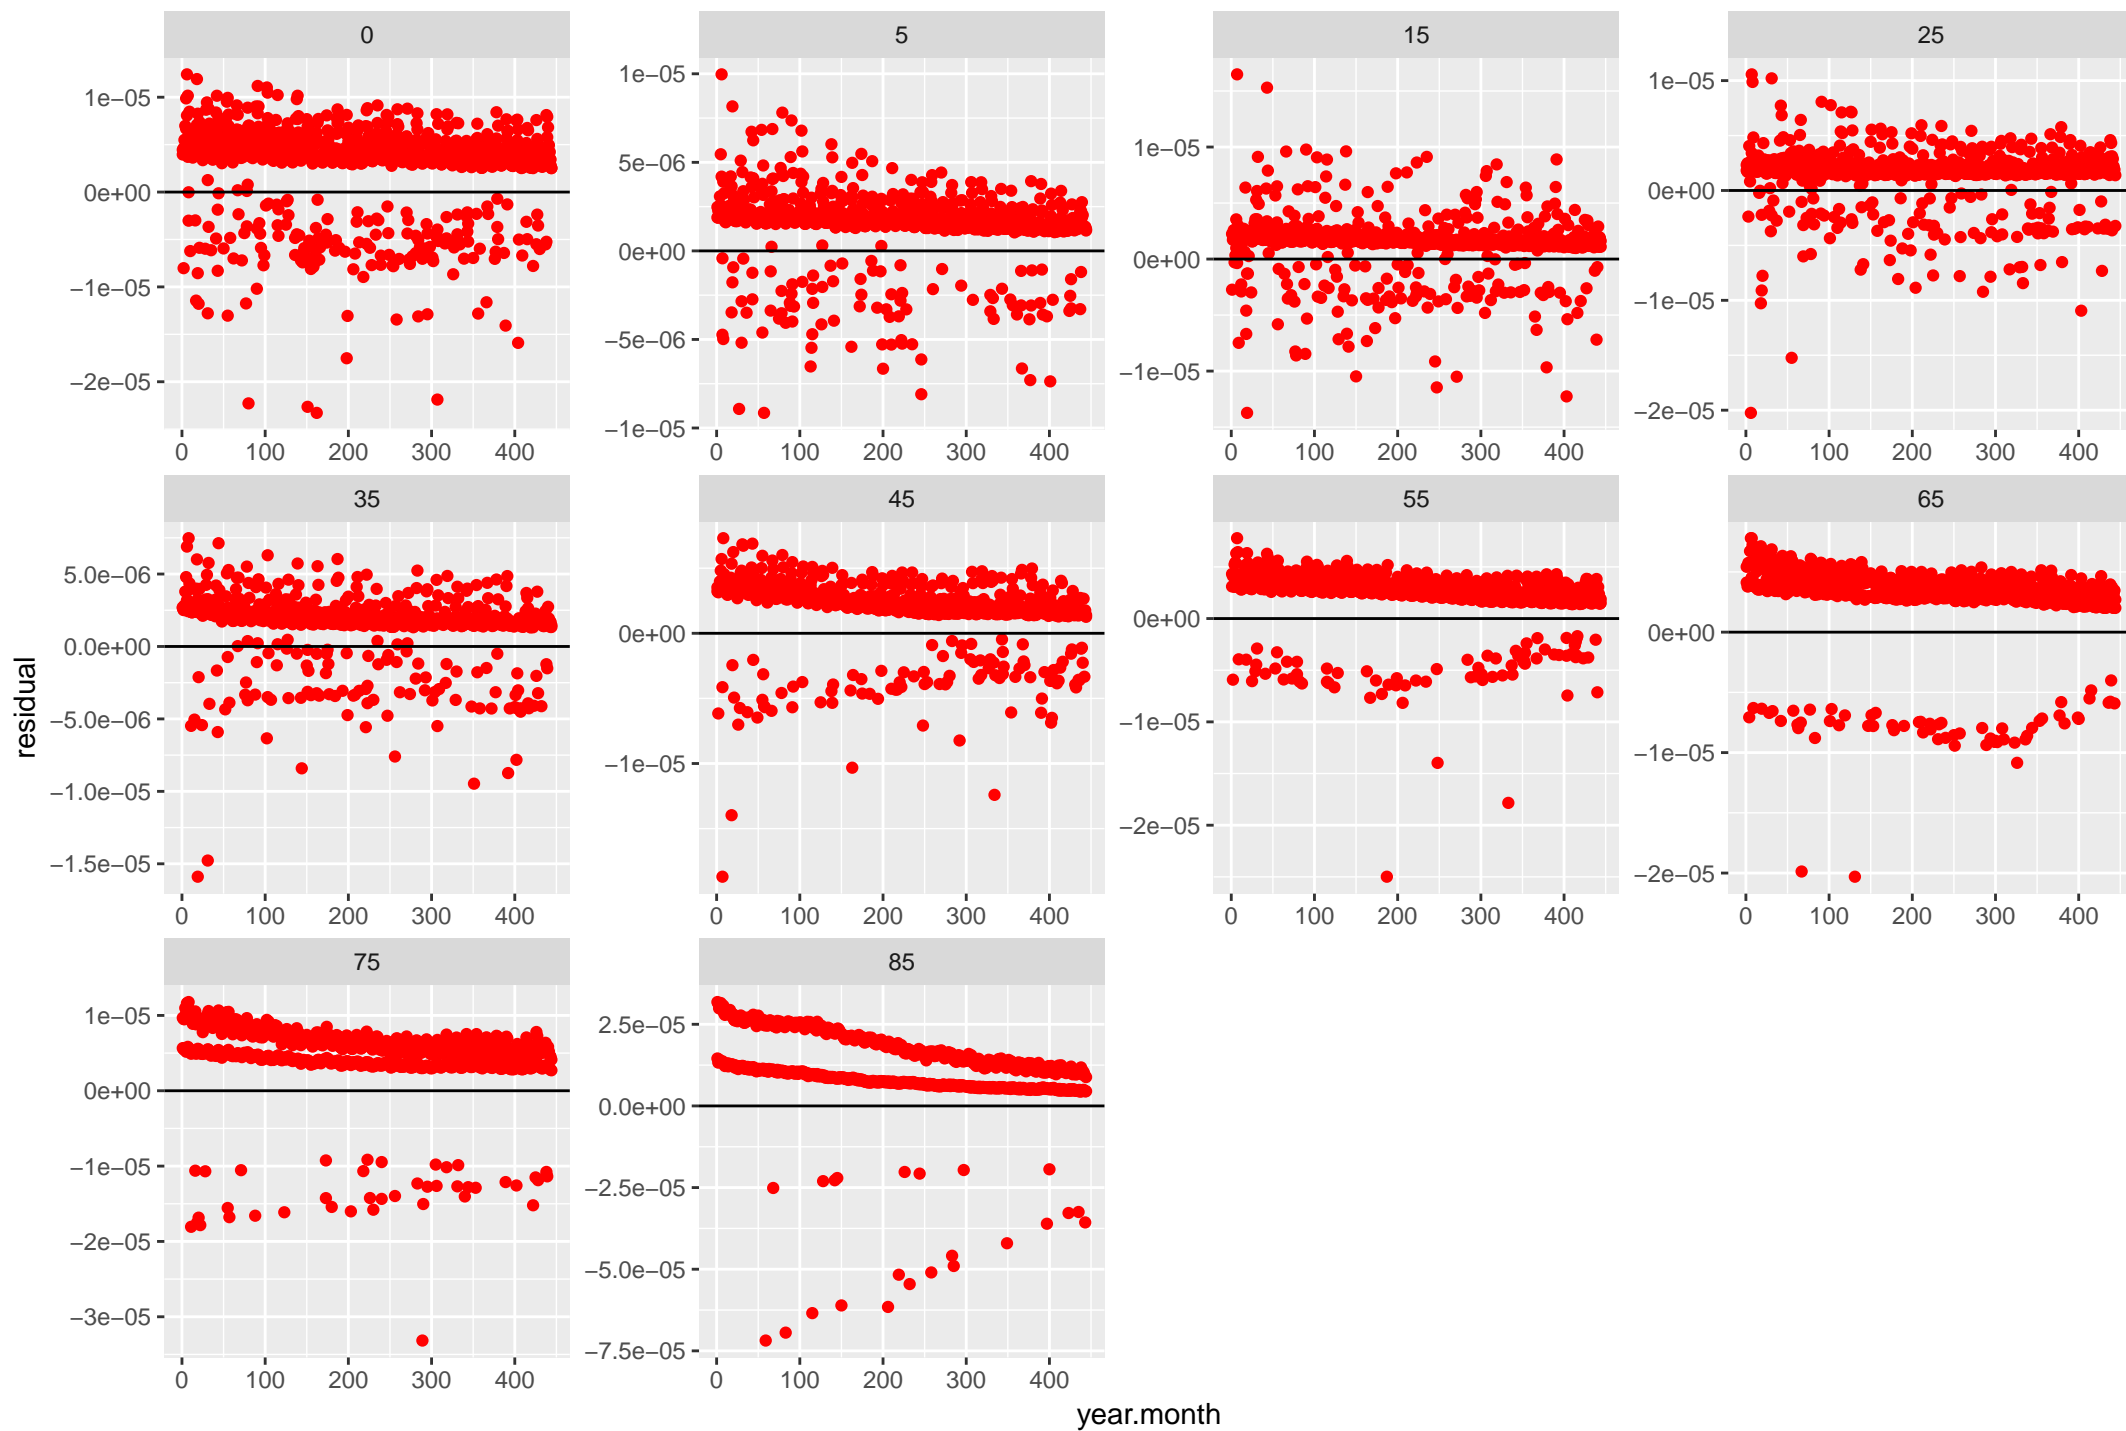 0 5 15 25
1e−05 1e−05 1e−05 1e−05
0e+00 5e−06 0e+00 0e+00
−1e−05 0e+00 −1e−05 −1e−05
−2e−05 −5e−06 −2e−05
−1e−05
0 100 200 300 400 0 100 200 300 400 0 100 200 300 400 0 100 200 300 400
35 45 55 65
5.0e−06 0e+00 0e+00 0e+00
0.0e+00 −1e−05 −1e−05 −1e−05
−5.0e−06 −2e−05 −2e−05
−1.0e−05
−1.5e−05
0 100 200 300 400 0 100 200 300 400 0 100 200 300 400 0 100 200 300 400
residual
75 85
1e−05 2.5e−05
0e+00 0.0e+00
−1e−05 −2.5e−05
−2e−05 −5.0e−05
−3e−05 −7.5e−05
0 100 200 300 400 0 100 200 300 400
year.month